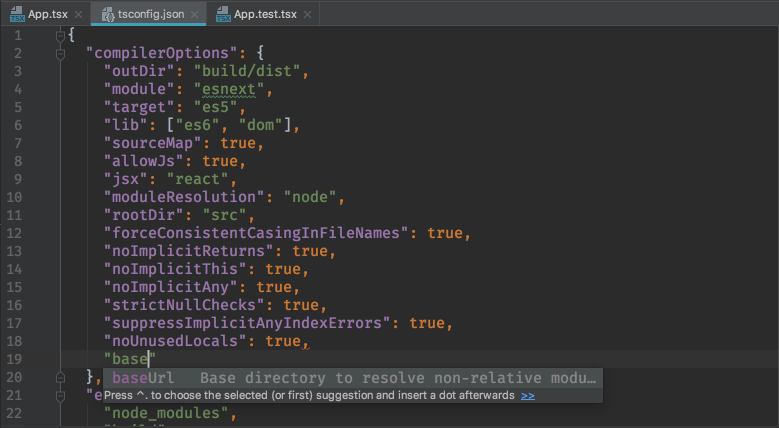 App.tsx tsconfig.json App.test.tsx
1 {
2 "compilerOptions": {
3 "outDir": "build/dist",
4 "module": "esnext",
5 "target": "es5",
6 "lib": ["es6", "dom"],
7 "sourceMap": true,
8 "allowJs": true,
9 "jsx": "react",
10 "moduleResolution": "node",
11 "rootDir": "src",
12 "forceConsistentCasingInFileNames": true,
13 "noImplicitReturns": true,
14 "noImplicitThis": true,
15 "noImplicitAny": true,
16 "strictNullChecks": true,
17 "suppressImplicitAnyIndexErrors": true,
18 "noUnusedLocals": true,
19 "base"
20 },
baseUrl Base directory to resolve non-relative modu…
21 "e
Press ^. to choose the selected (or first) suggestion and insert a dot afterwards >>
22 "node_modules",